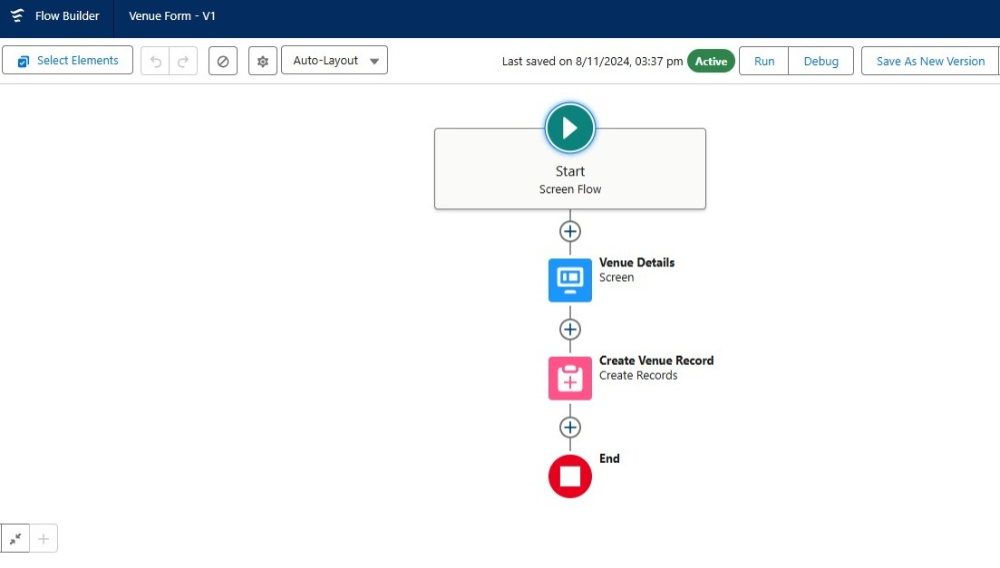 Flow Builder
Venue Form - V1
Select Elements
Auto-Layout
Last saved on 8/11/2024, 03:37 pm
Active
Run
Debug
Save As New Version
Start
Screen Flow
Venue Details
Screen
Create Venue Record
Create Records
End